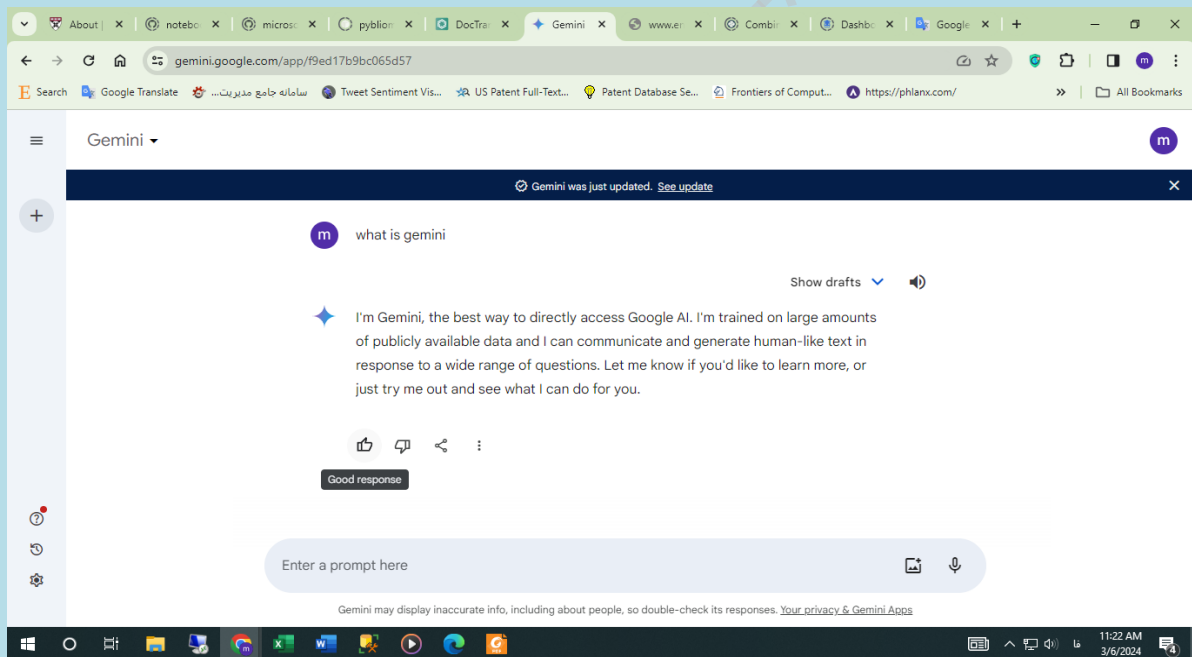 About |
notebo
microsc
pyblion
DocTra
Gemini
www.er
Combin
Dashbo
Google
gemini.google.com/app/f9ed17b9bc065d57
m
Search
Google Translate
سامانه جامع مدیریت...
Tweet Sentiment Vis...
US Patent Full-Text...
Patent Database Se...
Frontiers of Comput...
https://phlanx.com/
»
All Bookmarks
Gemini
m
Gemini was just updated. See update
m what is gemini
Show drafts
I'm Gemini, the best way to directly access Google AI. I'm trained on large amounts
of publicly available data and I can communicate and generate human-like text in
response to a wide range of questions. Let me know if you'd like to learn more, or
just try me out and see what I can do for you.
Good response
Enter a prompt here
Gemini may display inaccurate info, including about people, so double-check its responses. Your privacy & Gemini Apps
فا
11:22 AM
3/6/2024
4